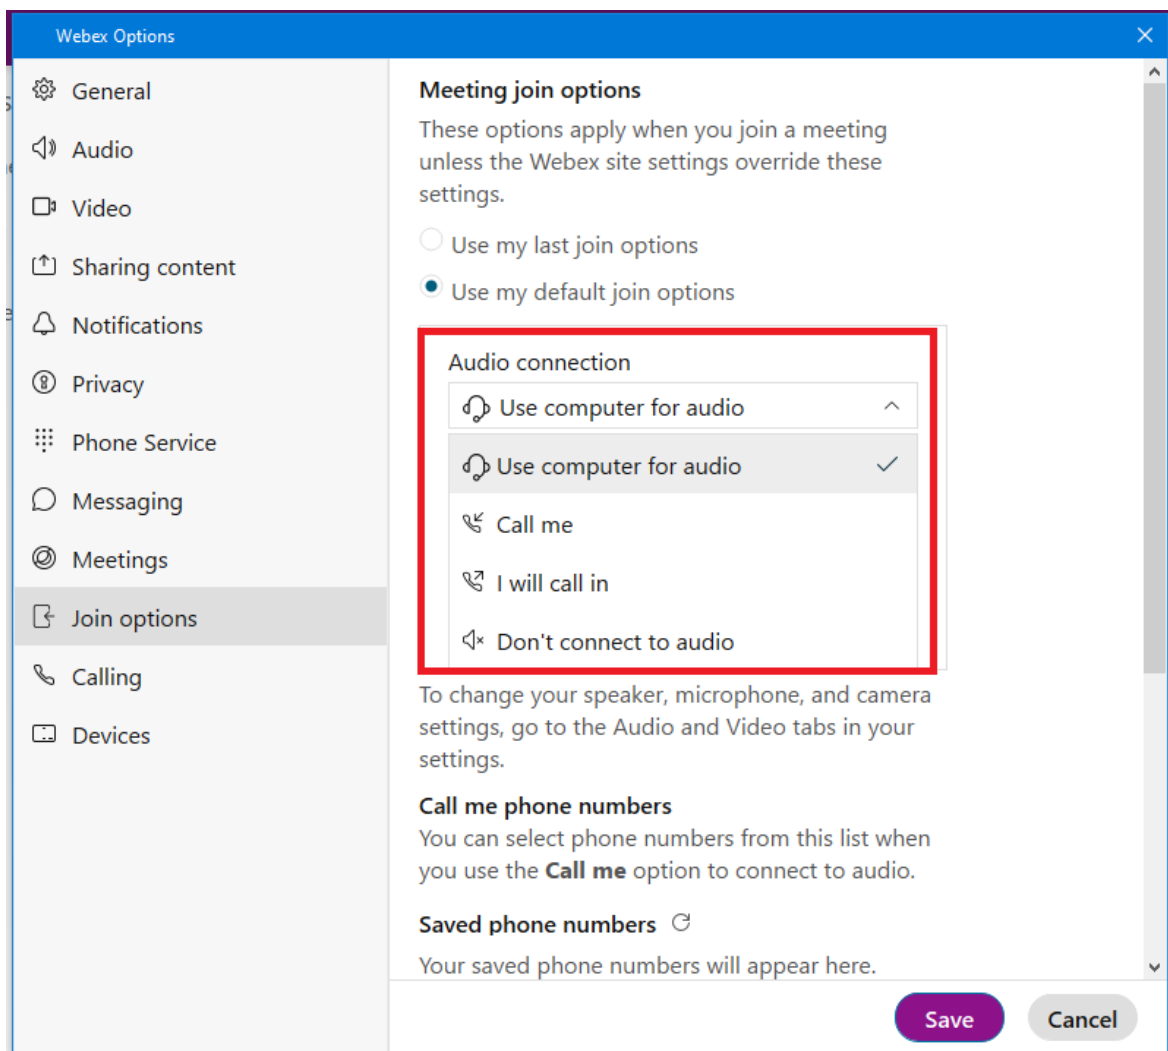 Webex Options
General
Audio
Video
Sharing content
Notifications
Privacy
Phone Service
Messaging
Meetings
Join options
Calling
Devices
Meeting join options
These options apply when you join a meeting
unless the Webex site settings override these
settings.
Use my last join options
Use my default join options
Audio connection
Use computer for audio
Use computer for audio
Call me
I will call in
Don't connect to audio
To change your speaker, microphone, and camera
settings, go to the Audio and Video tabs in your
settings.
Call me phone numbers
You can select phone numbers from this list when
you use the Call me option to connect to audio.
Saved phone numbers
Your saved phone numbers will appear here.
Save
Cancel